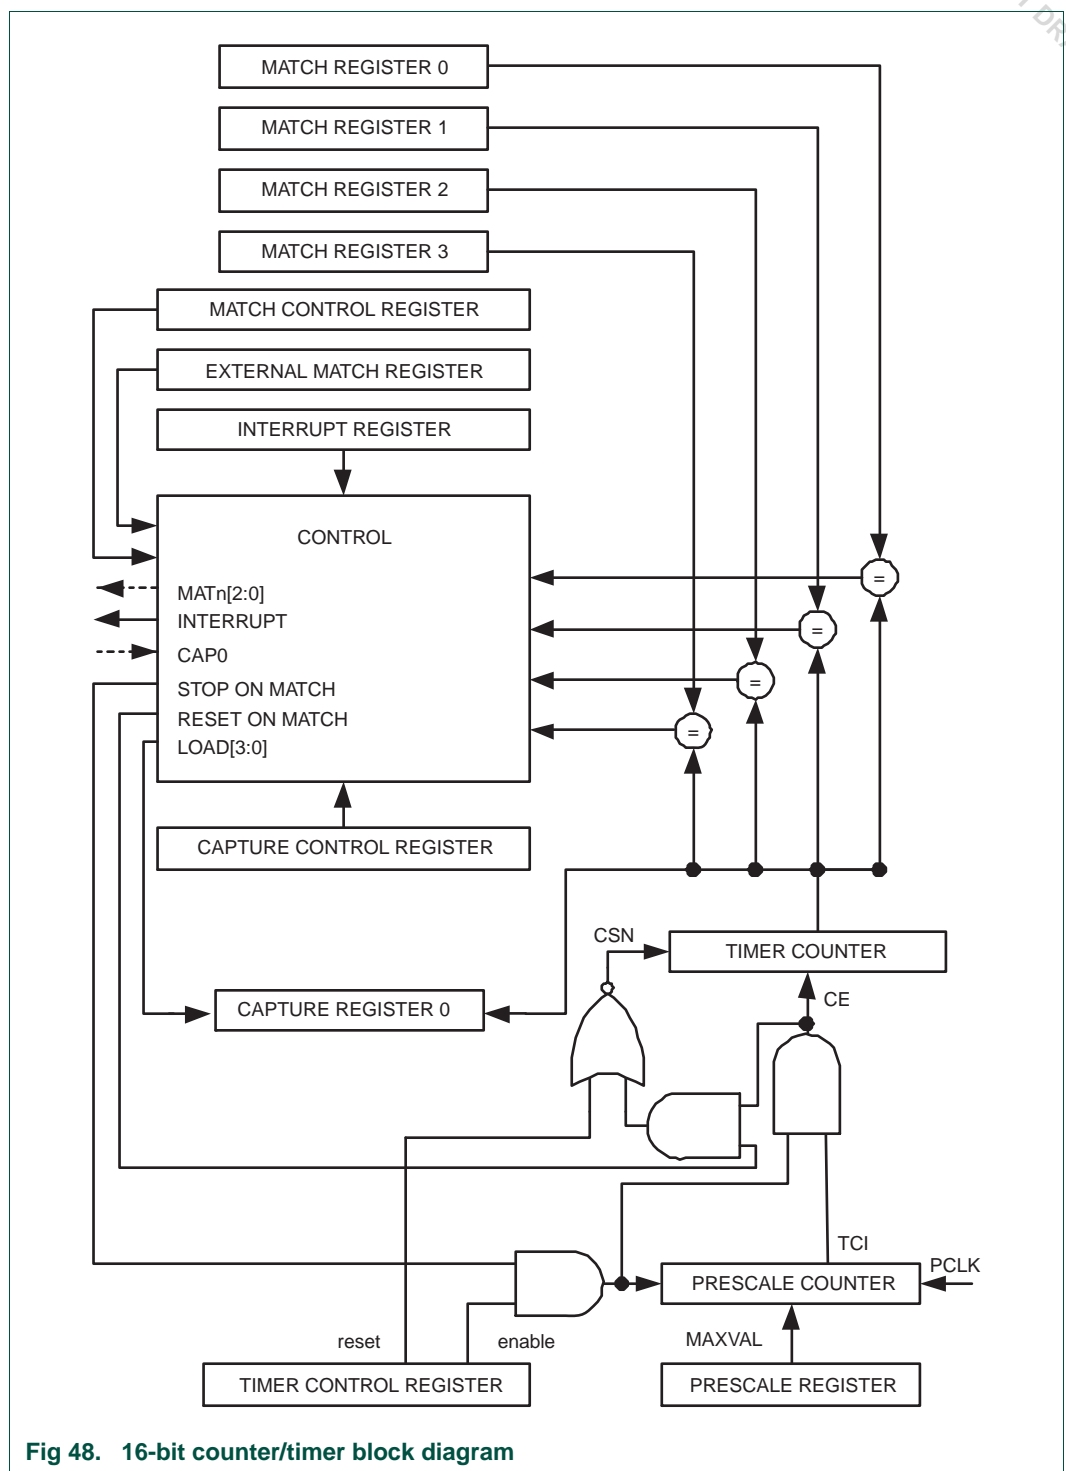 MATCH REGISTER 0
MATCH REGISTER 1
MATCH REGISTER 2
MATCH REGISTER 3
MATCH CONTROL REGISTER
EXTERNAL MATCH REGISTER
INTERRUPT REGISTER
CONTROL
MATn[2:0]
INTERRUPT
CAP0
STOP ON MATCH
RESET ON MATCH
LOAD[3:0]
=
=
=
=
CAPTURE CONTROL REGISTER
CSN
TIMER COUNTER
CE
CAPTURE REGISTER 0
TCI
PCLK
PRESCALE COUNTER
reset
enable
MAXVAL
TIMER CONTROL REGISTER
PRESCALE REGISTER
Fig 48. 16-bit counter/timer block diagram